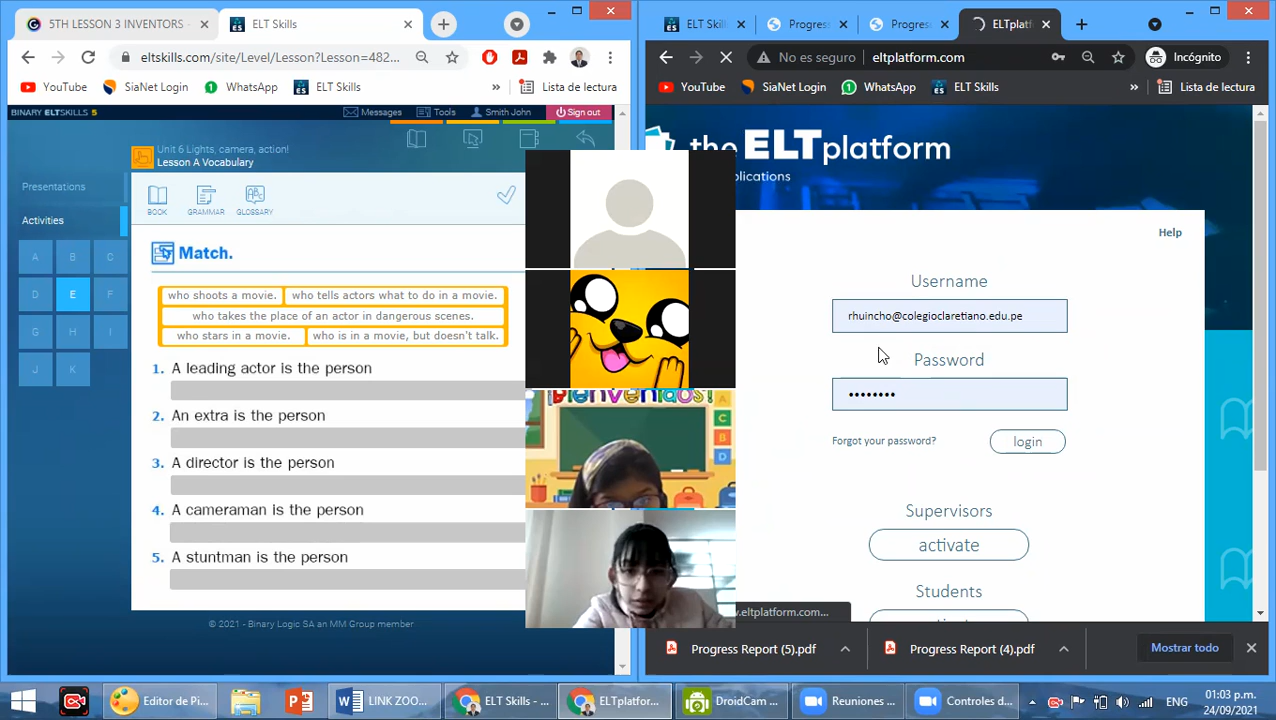 5TH LESSON 3 INVENTORS
ELT Skills
eltskills.com/site/Level/Lesson?Lesson=482...
YouTube
SiaNet Login
WhatsApp
ELT Skills
»
Lista de lectura
BINARY ELTSKILLS 5
Messages
Tools
Smith John
Sign out
Unit 6 Lights, camera, action!
Lesson A Vocabulary
Presentations
Activities
BOOK
GRAMMAR
GLOSSARY
A B C
D E F
G H I
J K
Match.
who shoots a movie. who tells actors what to do in a movie.
who takes the place of an actor in dangerous scenes.
who stars in a movie. who is in a movie, but doesn't talk.
1. A leading actor is the person
2. An extra is the person
3. A director is the person
4. A cameraman is the person
5. A stuntman is the person
© 2021 - Binary Logic SA an MM Group member
A
C
B
D
ELT Skill
Progress
Progres
ELTplat
No es seguro
eltplatform.com
Incógnito
YouTube
SiaNet Login
WhatsApp
ELT Skills
»
Lista de lectura
the ELTplatform
Help
Username
rhuincho@colegioclaretiano.edu.pe
Password
••••••••
Forgot your password?
login
Supervisors
activate
Students
.eltplatform.com...
Progress Report (5).pdf
Progress Report (4).pdf
Mostrar todo
Editor de Pi...
LINK ZOO...
ELT Skills - ...
ELTplatfor...
DroidCam ...
Reuniones ...
Controles d...
ENG
01:03 p.m.
24/09/2021